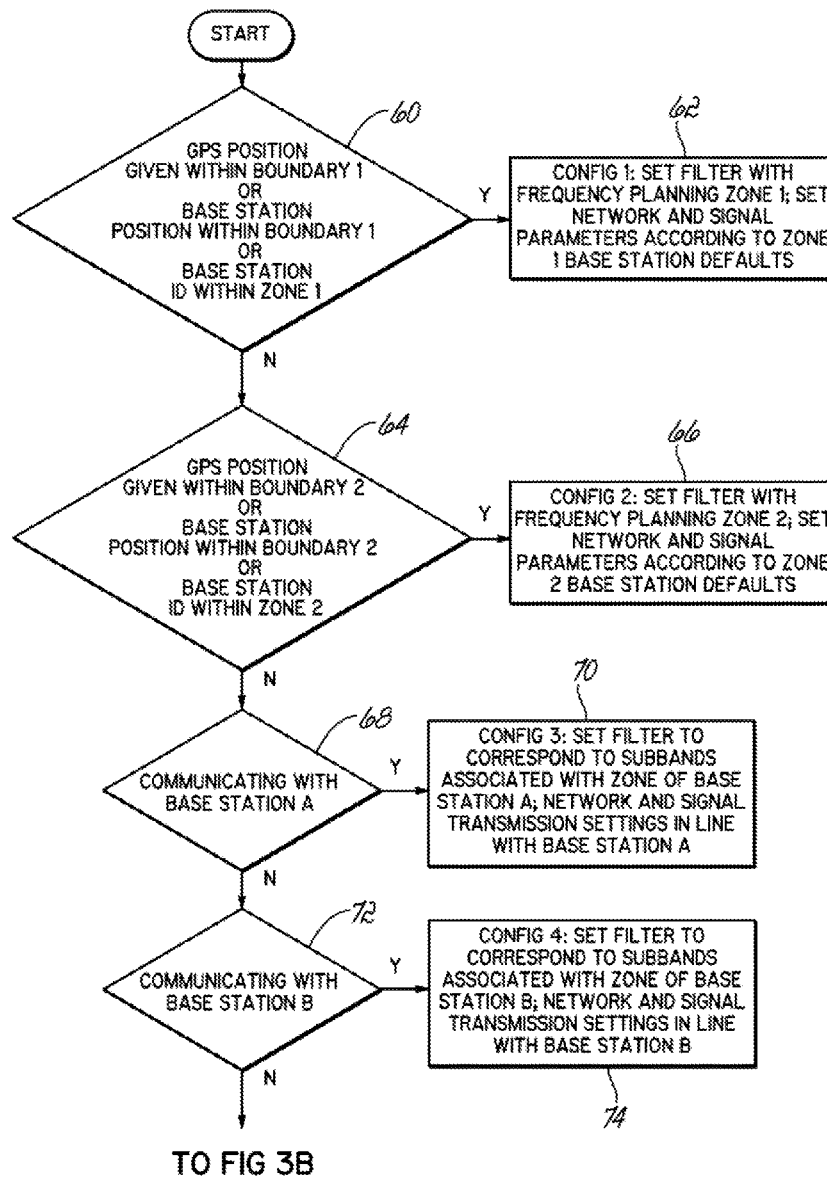 START
60
GPS POSITION
GIVEN WITHIN BOUNDARY 1
OR
BASE STATION
POSITION WITHIN BOUNDARY 1
OR
BASE STATION
ID WITHIN ZONE 1
Y
62
CONFIG 1: SET FILTER WITH
FREQUENCY PLANNING ZONE 1; SET
NETWORK AND SIGNAL
PARAMETERS ACCORDING TO ZONE
1 BASE STATION DEFAULTS
N
64
GPS POSITION
GIVEN WITHIN BOUNDARY 2
OR
BASE STATION
POSITION WITHIN BOUNDARY 2
OR
BASE STATION
ID WITHIN ZONE 2
Y
66
CONFIG 2: SET FILTER WITH
FREQUENCY PLANNING ZONE 2; SET
NETWORK AND SIGNAL
PARAMETERS ACCORDING TO ZONE
2 BASE STATION DEFAULTS
N
68
COMMUNICATING WITH
BASE STATION A
Y
70
CONFIG 3: SET FILTER TO
CORRESPOND TO SUBBANDS
ASSOCIATED WITH ZONE OF BASE
STATION A; NETWORK AND SIGNAL
TRANSMISSION SETTINGS IN LINE
WITH BASE STATION A
N
72
COMMUNICATING WITH
BASE STATION B
Y
CONFIG 4: SET FILTER TO
CORRESPOND TO SUBBANDS
ASSOCIATED WITH ZONE OF BASE
STATION B; NETWORK AND SIGNAL
TRANSMISSION SETTINGS IN LINE
WITH BASE STATION B
74
N
TO FIG 3B